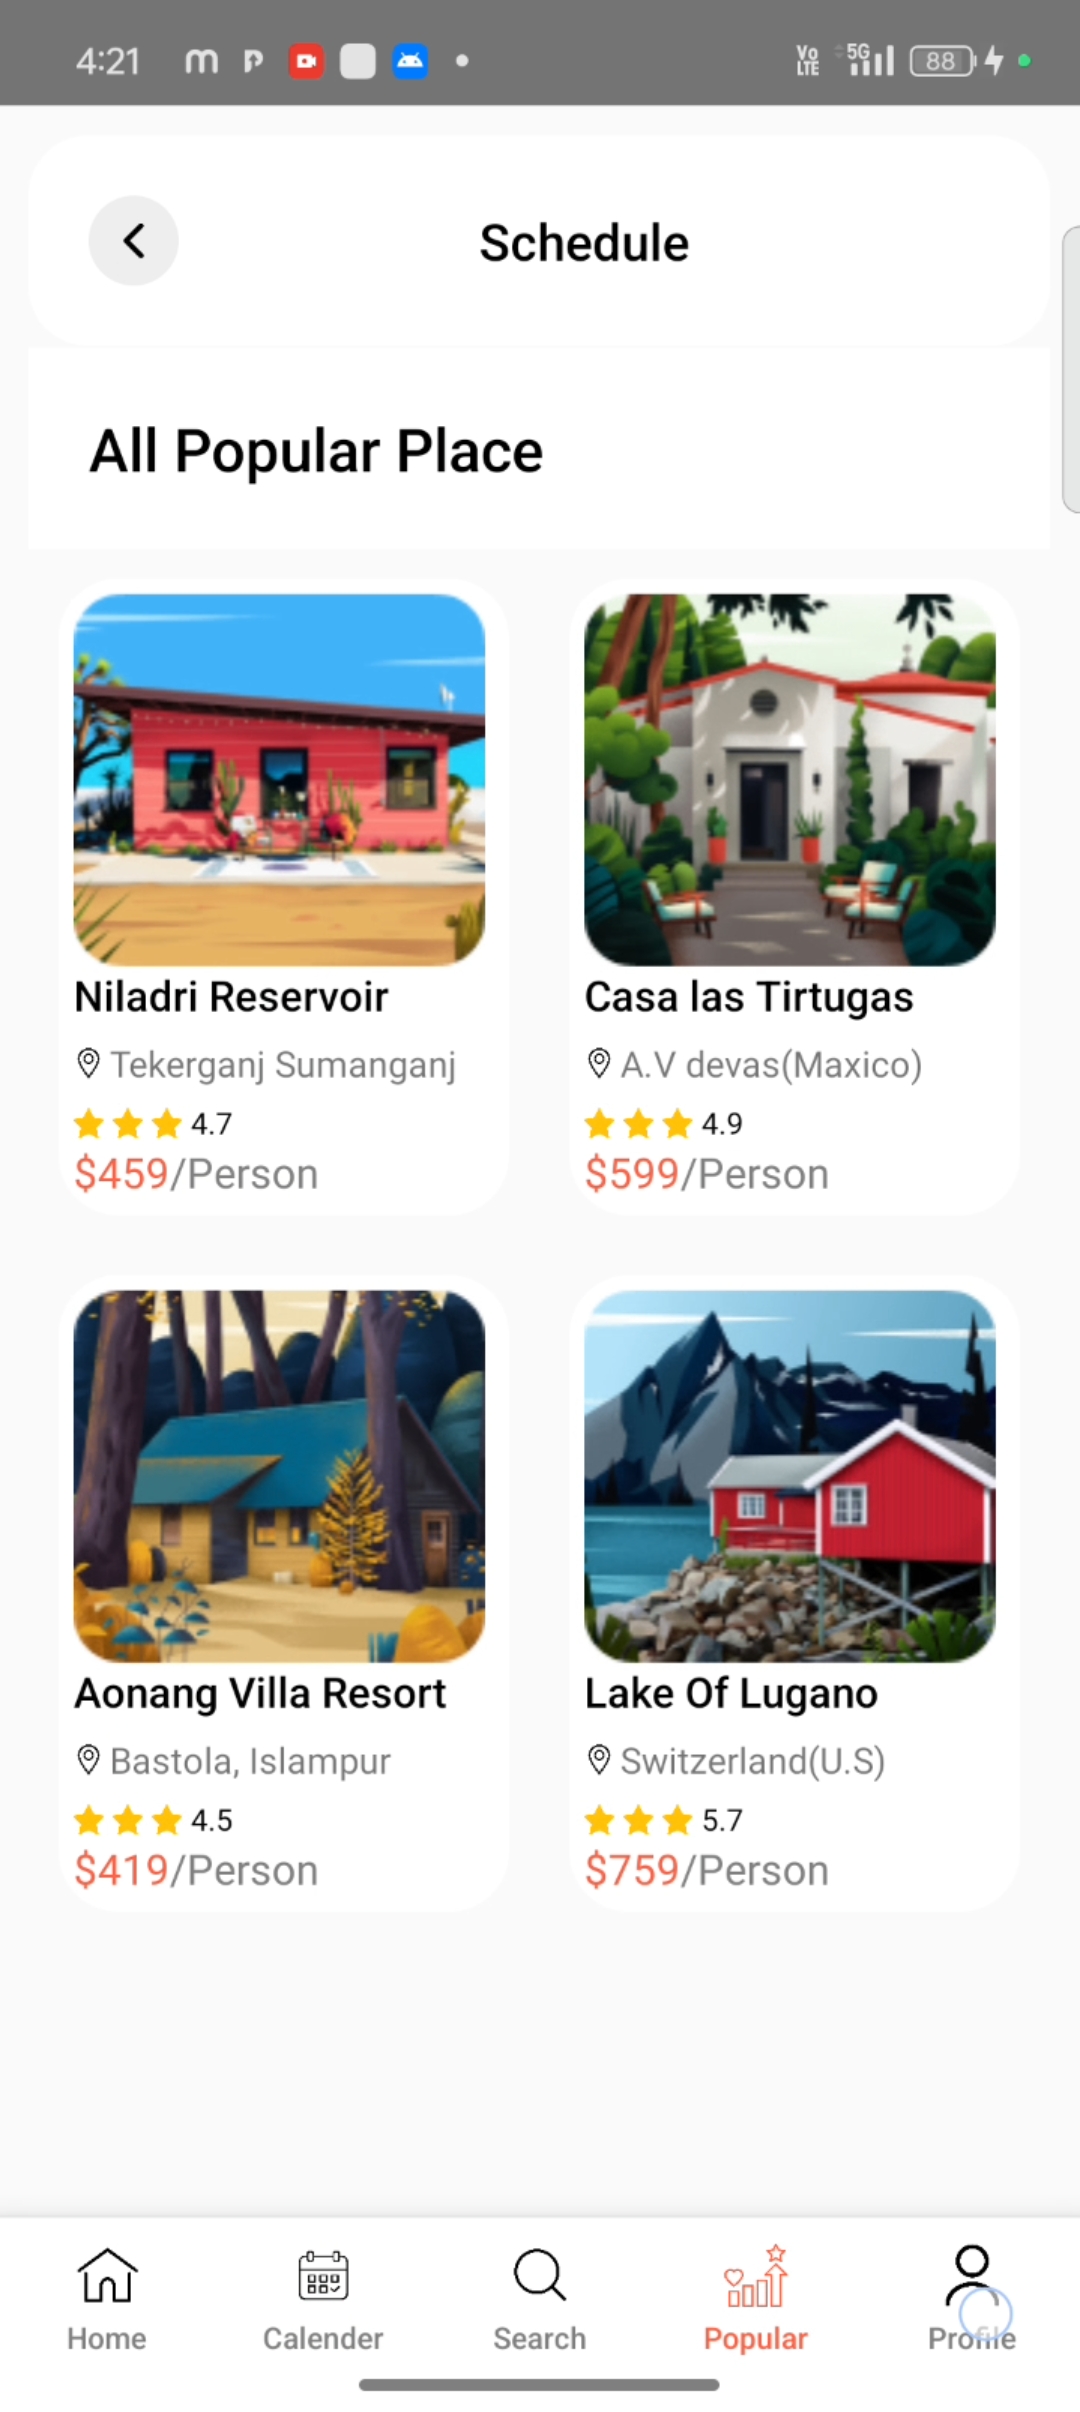 4:21
Vo LTE 5G 88
Schedule
All Popular Place
Niladri Reservoir
Tekerganj Sumanganj
4.7
$459/Person
Casa las Tirtugas
A.V devas(Maxico)
4.9
$599/Person
Aonang Villa Resort
Bastola, Islampur
4.5
$419/Person
Lake Of Lugano
Switzerland(U.S)
5.7
$759/Person
Home
Calender
Search
Popular
Profile